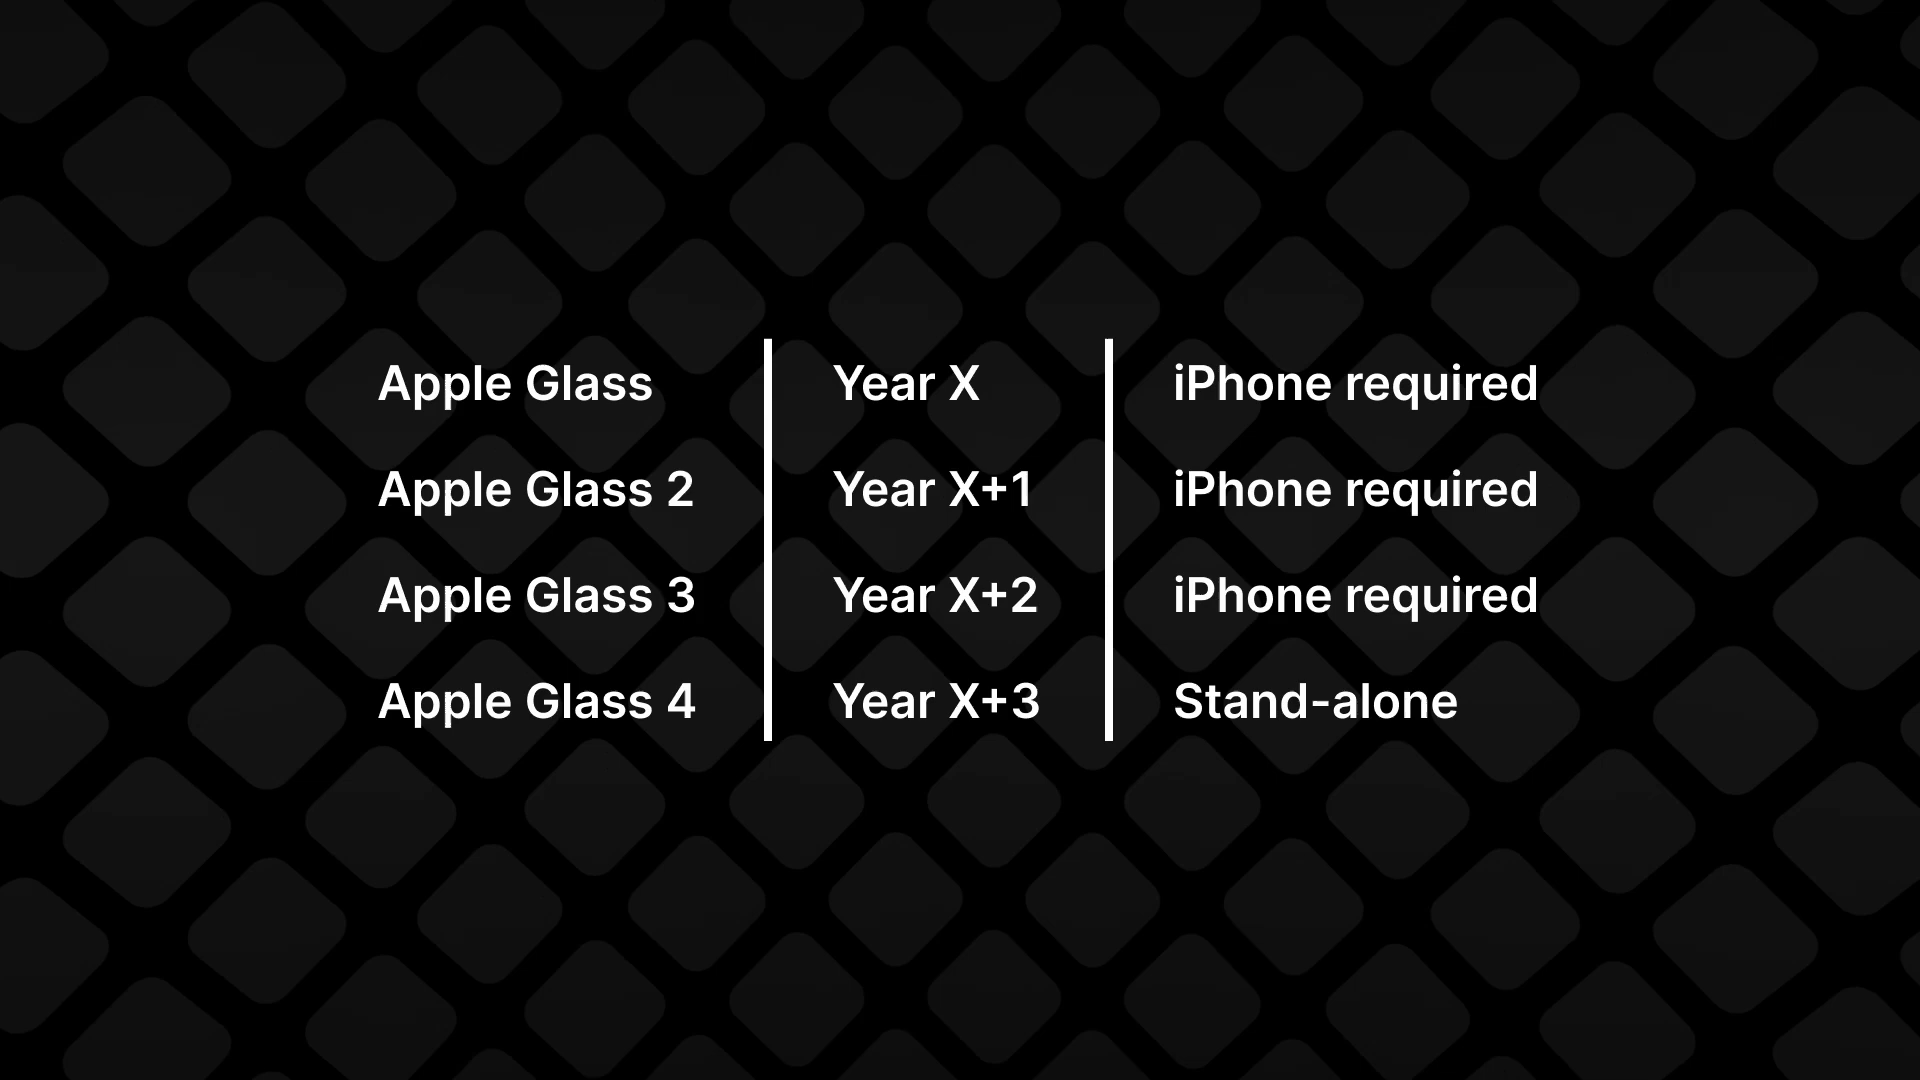 Apple Glass Year X iPhone required
Apple Glass 2 Year X+1 iPhone required
Apple Glass 3 Year X+2 iPhone required
Apple Glass 4 Year X+3 Stand-alone